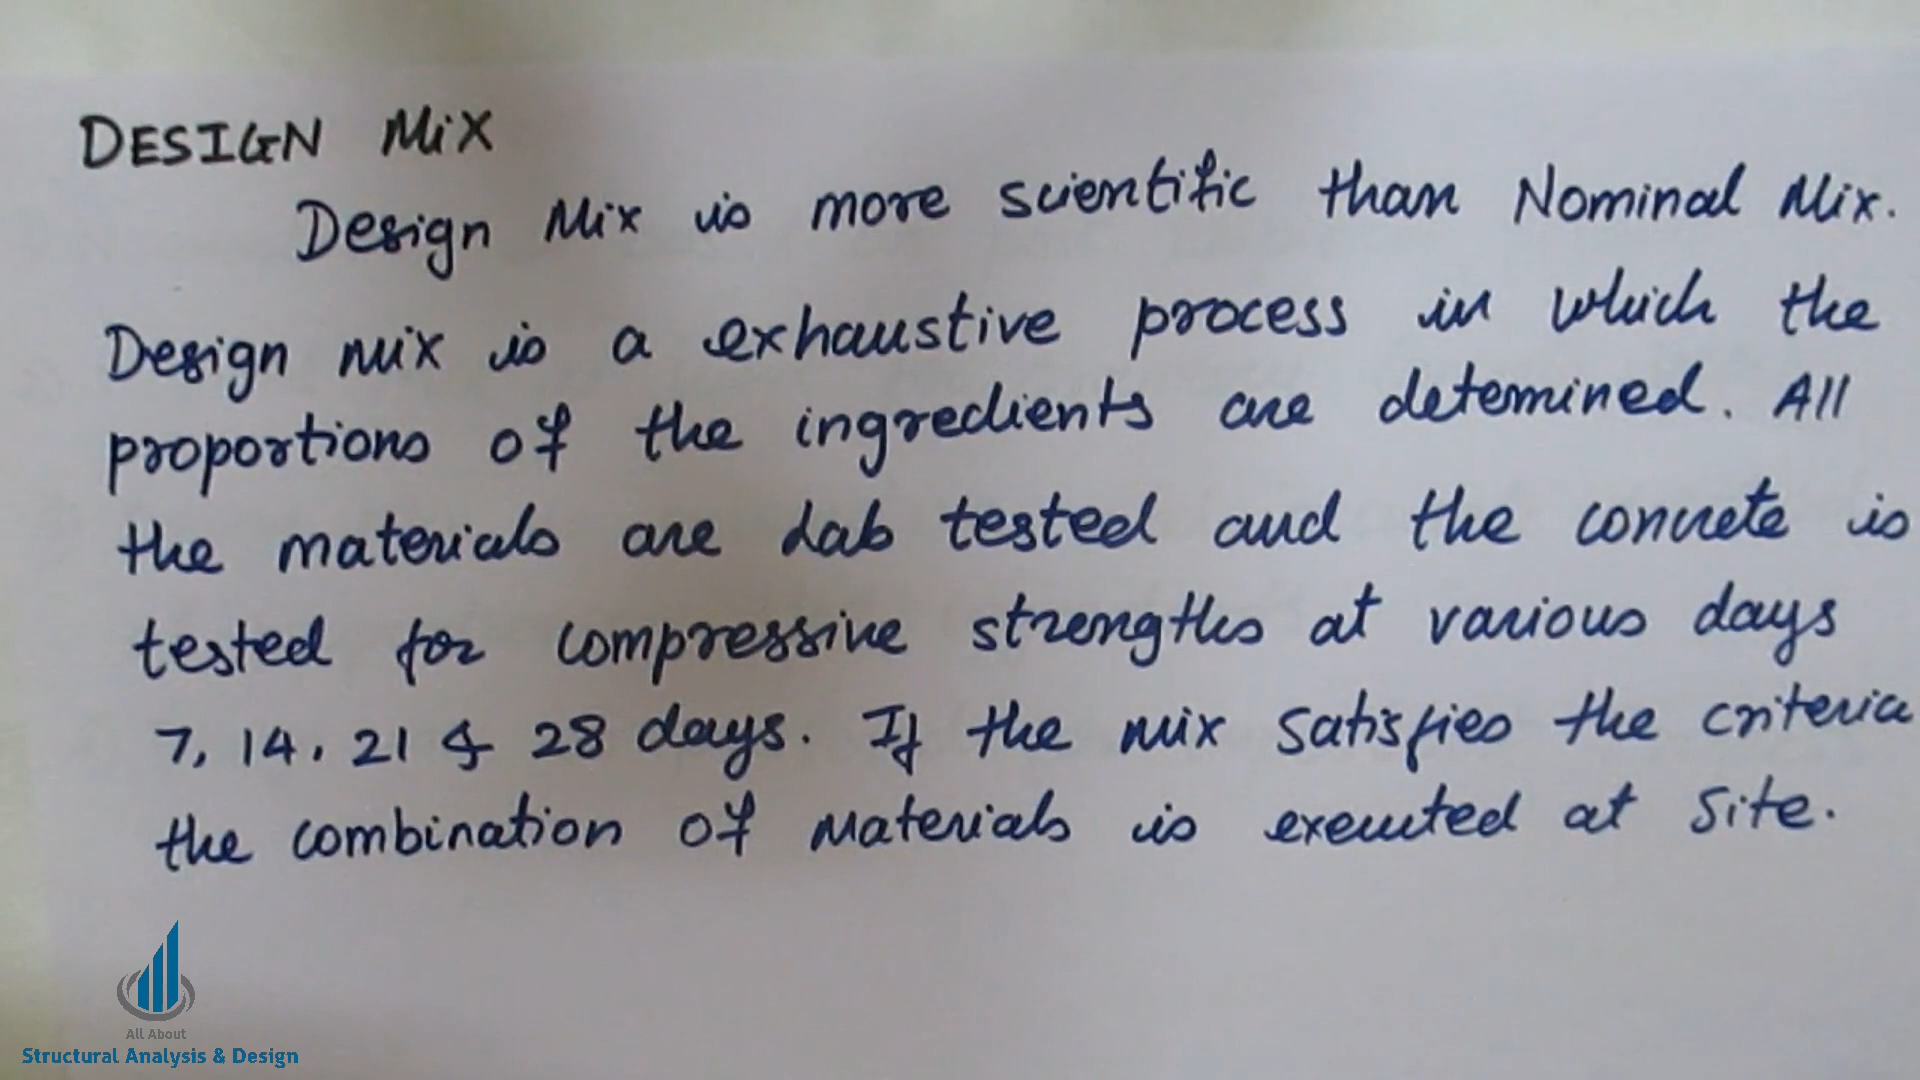 DESIGN MiX
Design Mix is more scientific than Nominal Mix.
Design mix is a exhaustive process in which the
proportions of the ingredients are detemined. All
the materials are Lab tested and the concrete is
tested for compressive strengths at various days
7, 14, 21 & 28 days. If the mix satisfies the criteria
the combination of materials is executed at site.
All About
Structural Analysis & Design